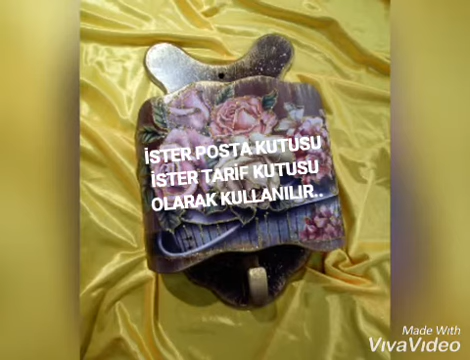 İSTER POSTA KUTUSU
İSTER TARİF KUTUSU
OLARAK KULLANILIR..
Made With
VivaVideo